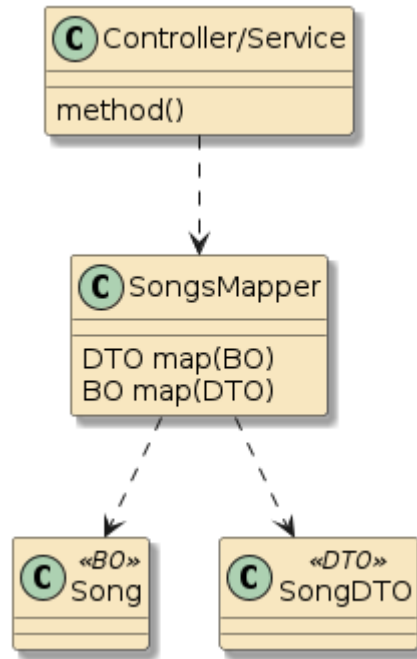 C Controller/Service
method()
C SongsMapper
DTO map(BO)
BO map(DTO)
C «BO»
Song
C «DTO»
SongDTO